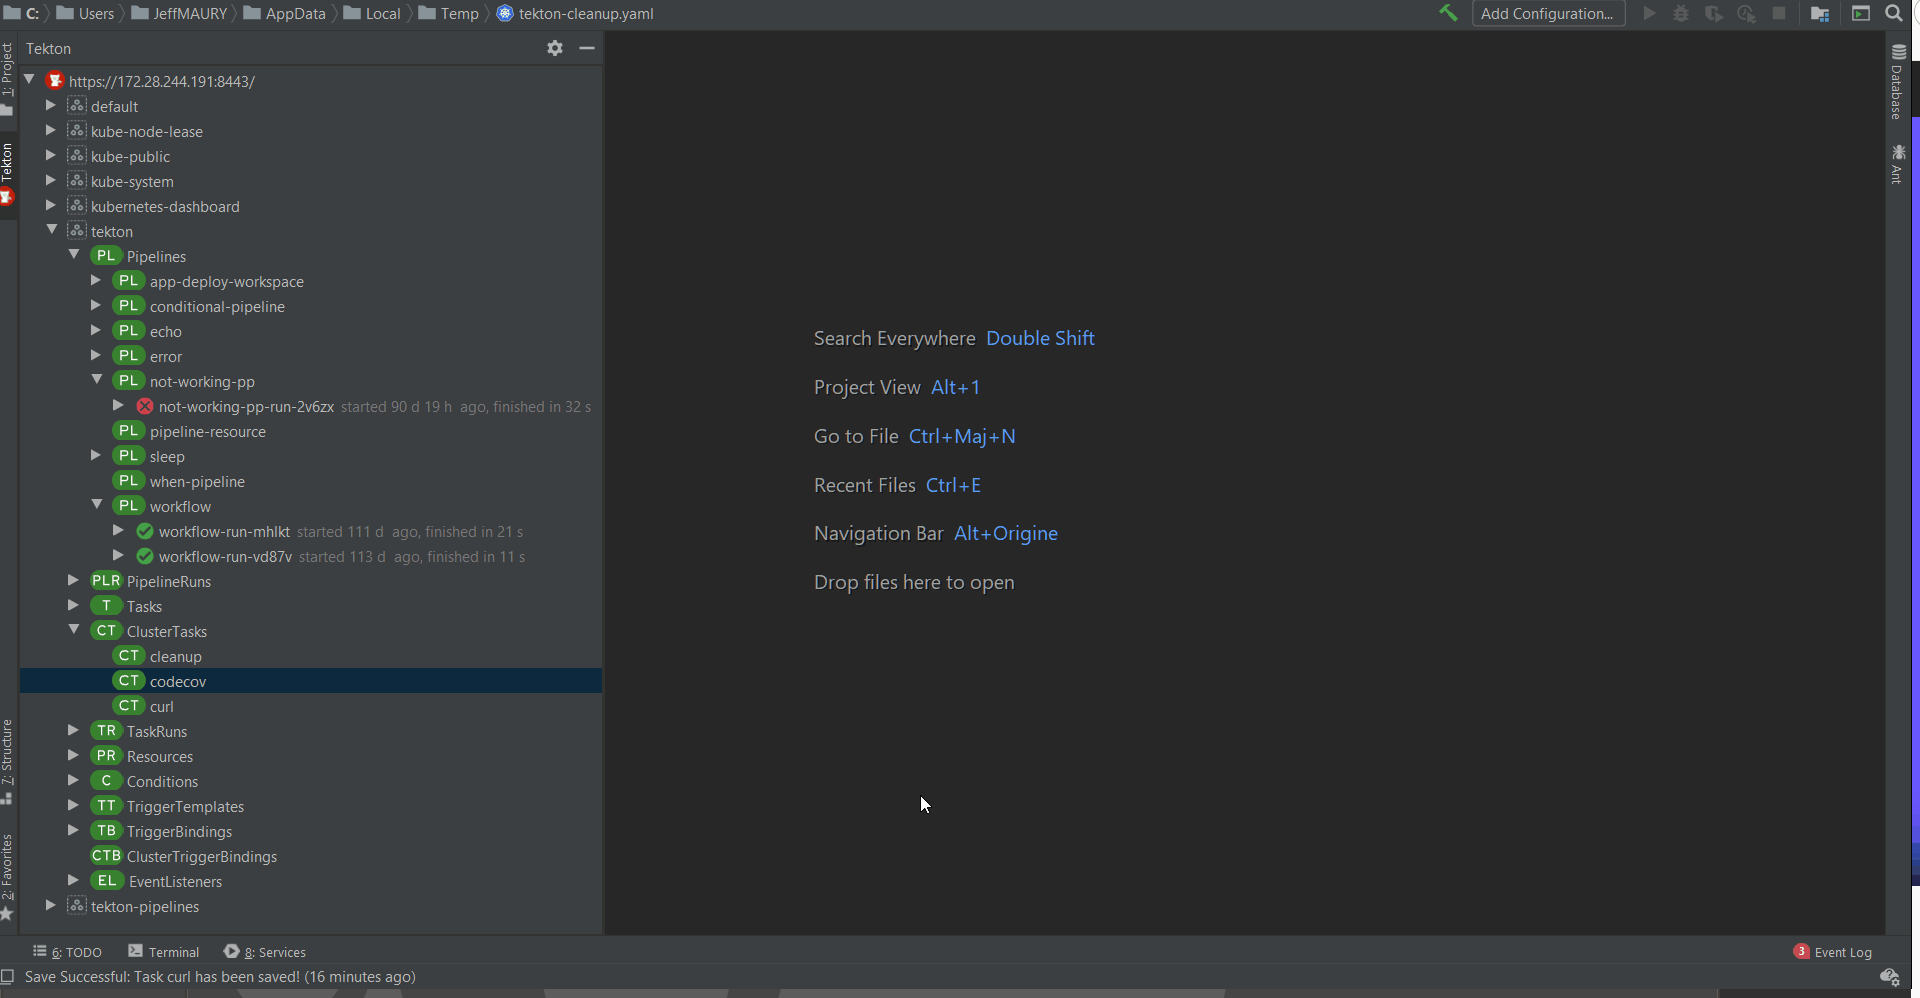 C: Users JeffMAURY AppData Local Temp tekton-cleanup.yaml Add Configuration...
1: Project
Tekton
Tekton
https://172.28.244.191:8443/
default
kube-node-lease
kube-public
kube-system
kubernetes-dashboard
tekton
PL Pipelines
PL app-deploy-workspace
PL conditional-pipeline
PL echo
PL error
PL not-working-pp
not-working-pp-run-2v6zx started 90 d 19 h ago, finished in 32 s
PL pipeline-resource
PL sleep
PL when-pipeline
PL workflow
workflow-run-mhlkt started 111 d ago, finished in 21 s
workflow-run-vd87v started 113 d ago, finished in 11 s
PLR PipelineRuns
T Tasks
CT ClusterTasks
CT cleanup
CT codecov
CT curl
TR TaskRuns
PR Resources
C Conditions
TT TriggerTemplates
TB TriggerBindings
CTB ClusterTriggerBindings
EL EventListeners
tekton-pipelines
7: Structure
2: Favorites
Search Everywhere Double Shift
Project View Alt+1
Go to File Ctrl+Maj+N
Recent Files Ctrl+E
Navigation Bar Alt+Origine
Drop files here to open
Database
Ant
6: TODO Terminal 8: Services 3 Event Log
Save Successful: Task curl has been saved! (16 minutes ago)